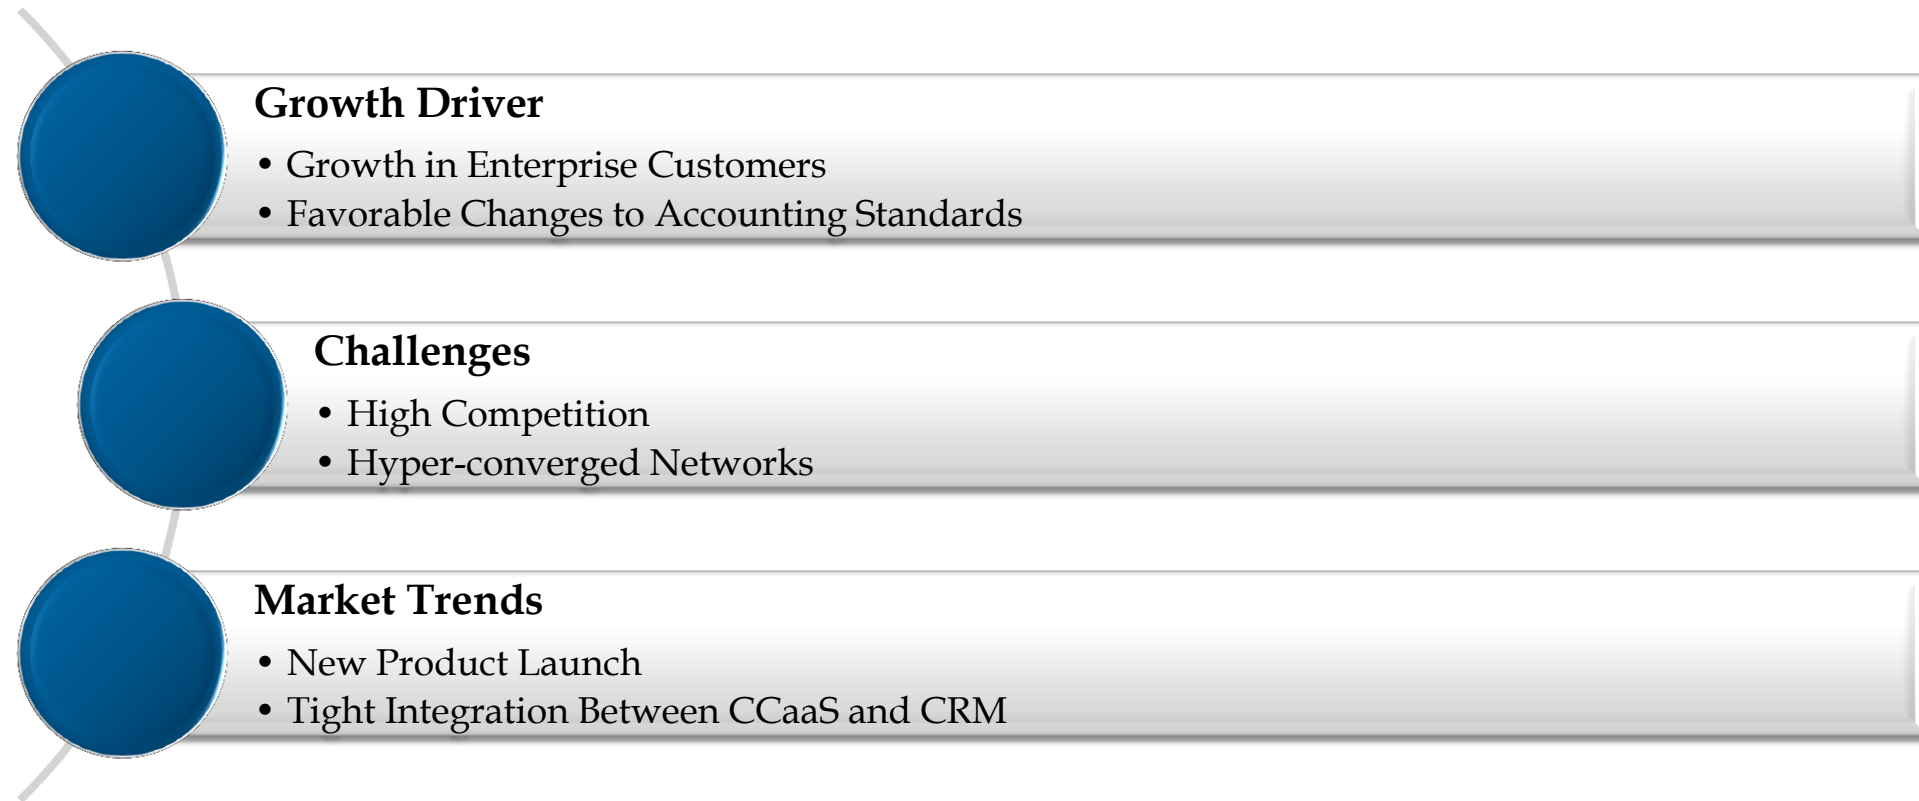 Growth Driver
• Growth in Enterprise Customers
• Favorable Changes to Accounting Standards
Challenges
• High Competition
• Hyper-converged Networks
Market Trends
• New Product Launch
• Tight Integration Between CCaaS and CRM